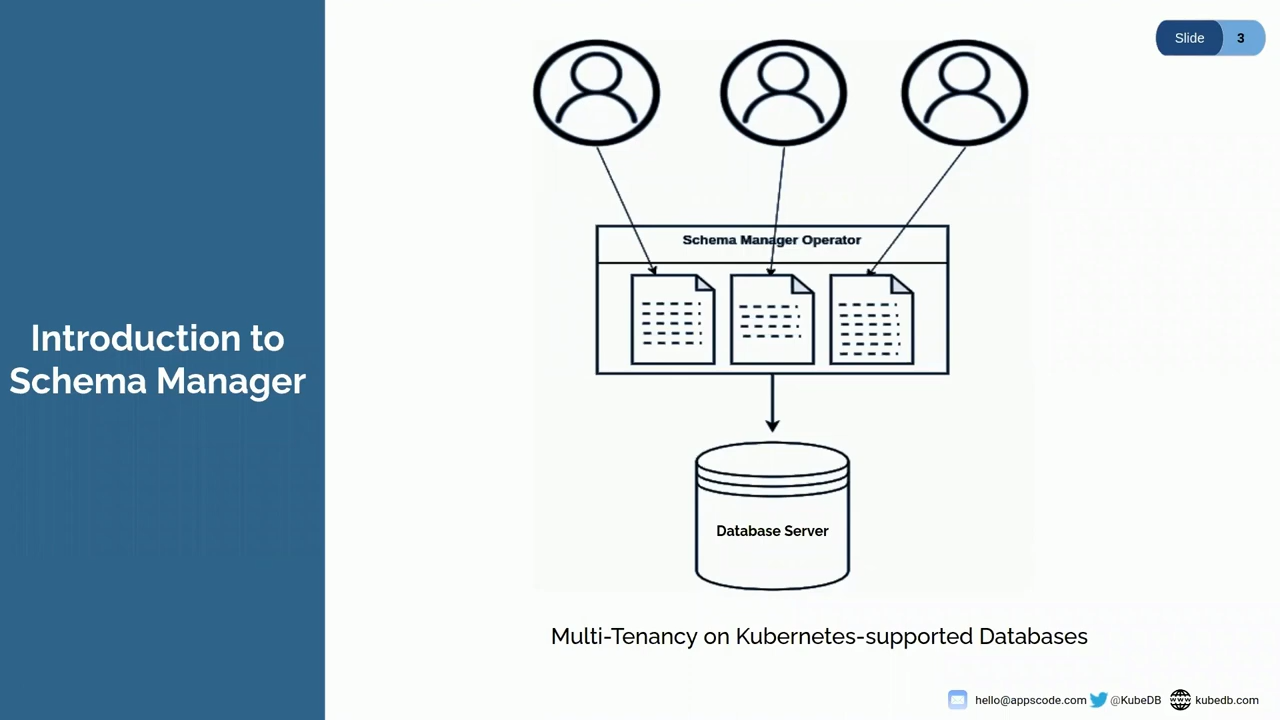 Slide 3
Introduction to
Schema Manager
Schema Manager Operator
Database Server
Multi-Tenancy on Kubernetes-supported Databases
hello@appscode.com @KubeDB kubedb.com